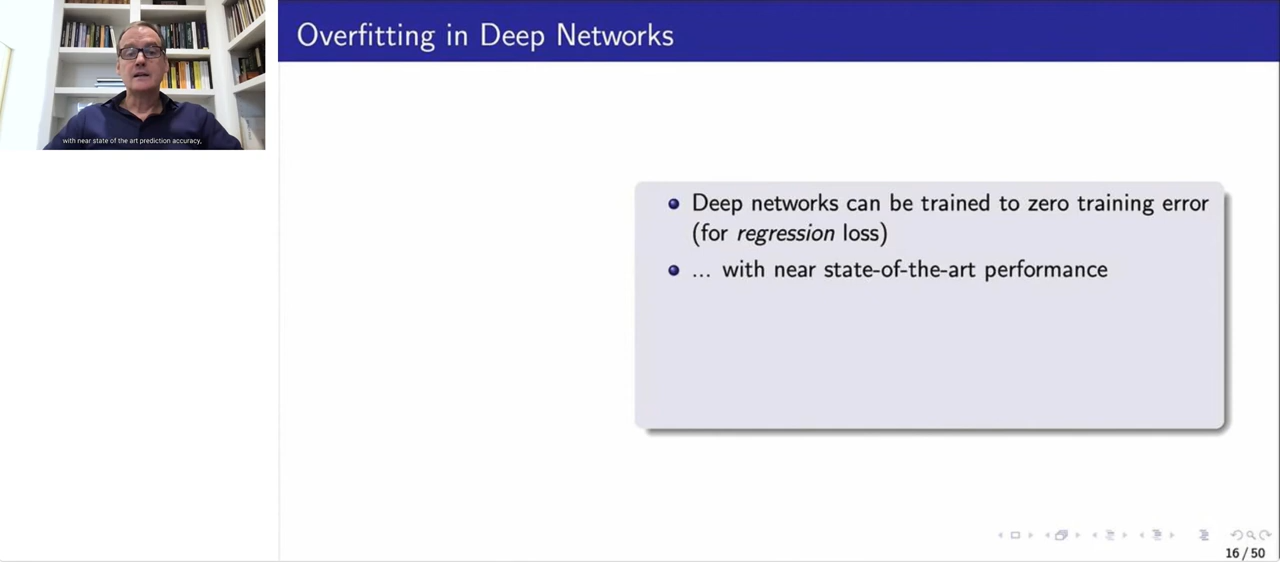 with near state of the art prediction accuracy,
Overfitting in Deep Networks
Deep networks can be trained to zero training error
(for regression loss)
... with near state-of-the-art performance
16 / 50